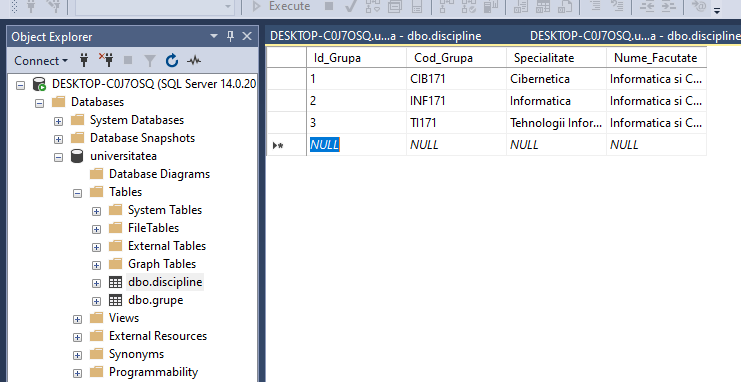 Execute
Object Explorer
Connect
DESKTOP-C0J7OSQ (SQL Server 14.0.20
Databases
System Databases
Database Snapshots
universitatea
Database Diagrams
Tables
System Tables
FileTables
External Tables
Graph Tables
dbo.discipline
dbo.grupe
Views
External Resources
Synonyms
Programmability
DESKTOP-C0J7OSQ.u...a - dbo.discipline DESKTOP-C0J7OSQ.u...a - dbo.discipline
Id_Grupa Cod_Grupa Specialitate Nume_Facutate
1 CIB171 Cibernetica Informatica si C...
2 INF171 Informatica Informatica si C...
3 TI171 Tehnologii Infor... Informatica si C...
NULL NULL NULL NULL